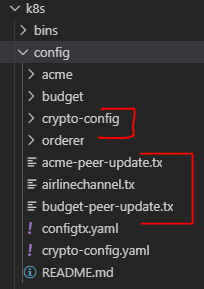 k8s
bins
config
acme
budget
crypto-config
orderer
acme-peer-update.tx
airlinechannel.tx
budget-peer-update.tx
! configtx.yaml
! crypto-config.yaml
README.md